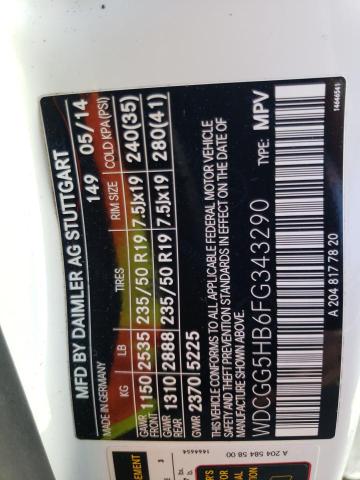 MFD BY DAIMLER AG STUTTGART
MADE IN GERMANY 149 05/14
KG LB TIRES RIM SIZE COLD KPA(PSI)
GAWR FRONT 1150 2535 235/50 R19 7.5Jx19 240(35)
GAWR REAR 1310 2888 235/50 R19 7.5Jx19 280(41)
GVWR 2370 5225
THIS VEHICLE CONFORMS TO ALL APPLICABLE FEDERAL MOTOR VEHICLE
SAFETY AND THEFT PREVENTION STANDARDS IN EFFECT ON THE DATE OF
MANUFACTURE SHOWN ABOVE.
WDCGG5HB6FG343290 TYPE: MPV
A 204 817 78 20
14646541
A 204 584 58 00
1466654
3